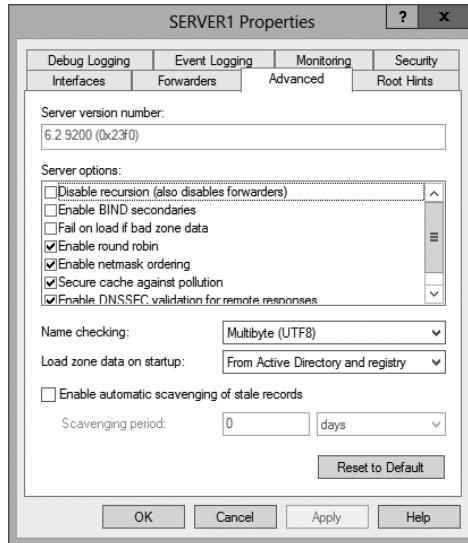 SERVER1 Properties
? x
Debug Logging Event Logging Monitoring Security
Interfaces Forwarders Advanced Root Hints
Server version number:
6.2 9200 (0x23f0)
Server options:
Disable recursion (also disables forwarders)
Enable BIND secondaries
Fail on load if bad zone data
Enable round robin
Enable netmask ordering
Secure cache against pollution
Enable DNSSEC validation for remote responses
Name checking: Multibyte (UTF8)
Load zone data on startup: From Active Directory and registry
Enable automatic scavenging of stale records
Scavenging period: 0 days
Reset to Default
OK Cancel Apply Help